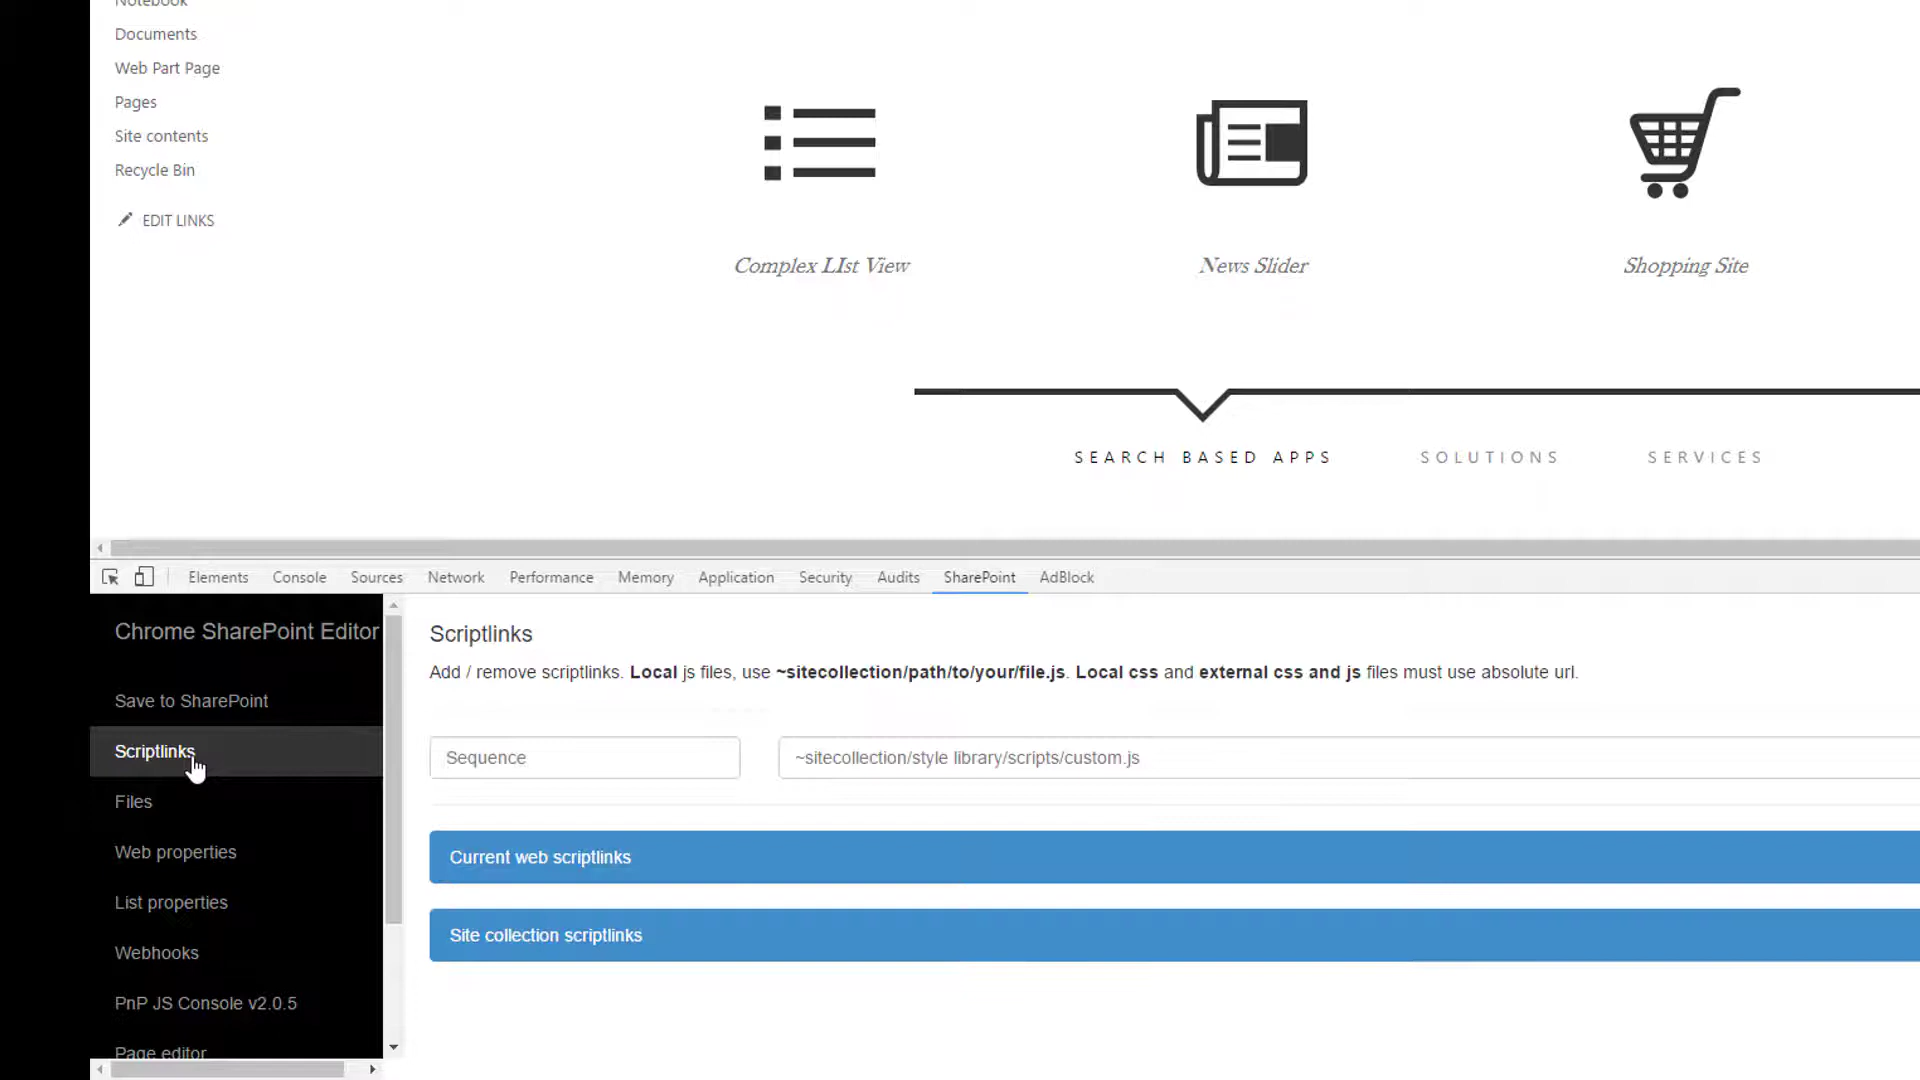 Notebook
Documents
Web Part Page
Pages
Site contents
Recycle Bin
EDIT LINKS
Complex LIst View
News Slider
Shopping Site
SEARCH BASED APPS
SOLUTIONS
SERVICES
Elements Console Sources Network Performance Memory Application Security Audits SharePoint AdBlock
Chrome SharePoint Editor
Save to SharePoint
Scriptlinks
Files
Web properties
List properties
Webhooks
PnP JS Console v2.0.5
Page editor
Scriptlinks
Add / remove scriptlinks. Local js files, use ~sitecollection/path/to/your/file.js. Local css and external css and js files must use absolute url.
Sequence
~sitecollection/style library/scripts/custom.js
Current web scriptlinks
Site collection scriptlinks